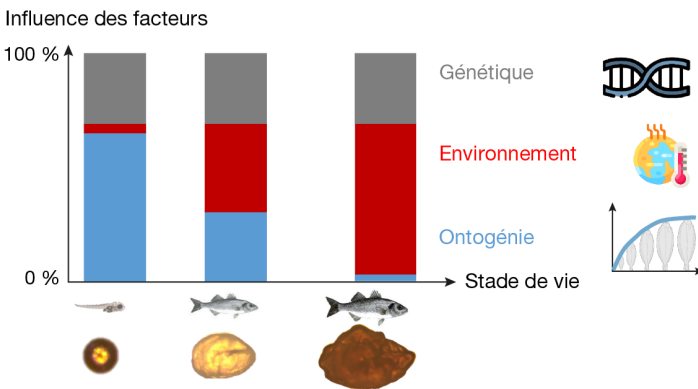 Influence des facteurs
100 %
Génétique
Environnement
Ontogénie
0 %
Stade de vie